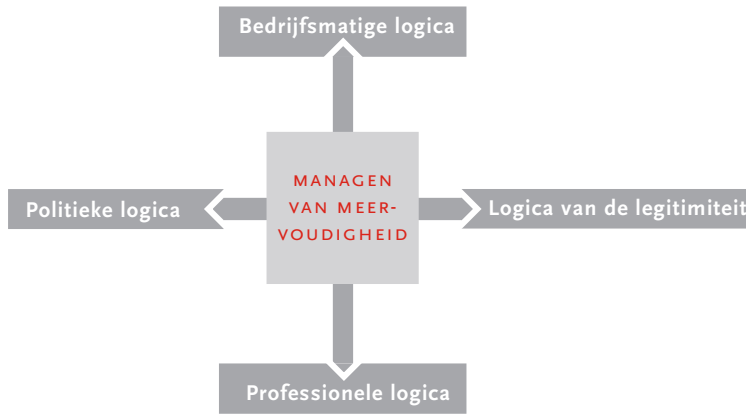 Bedrijfsmatige logica
Politieke logica
MANAGEN
VAN MEER-
VOUDIGHEID
Logica van de legitimiteit
Professionele logica